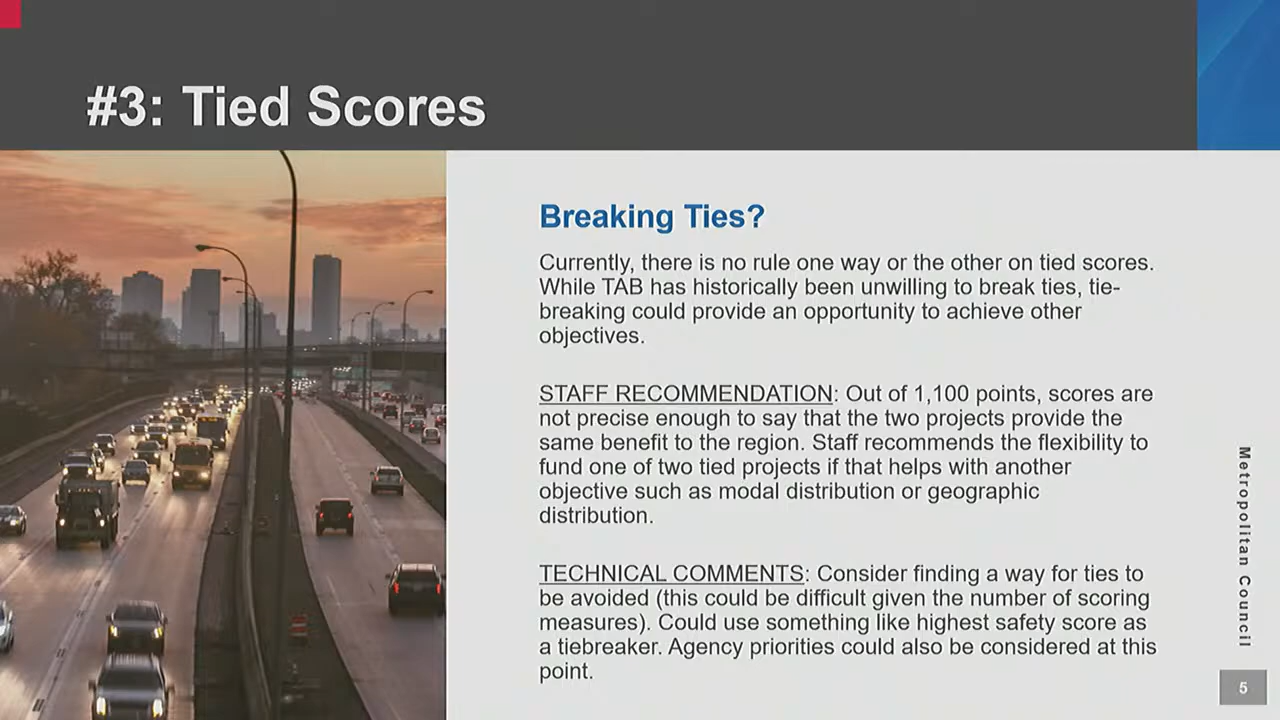 #3: Tied Scores
Breaking Ties?
Currently, there is no rule one way or the other on tied scores.
While TAB has historically been unwilling to break ties, tie-
breaking could provide an opportunity to achieve other
objectives.
STAFF RECOMMENDATION: Out of 1,100 points, scores are
not precise enough to say that the two projects provide the
same benefit to the region. Staff recommends the flexibility to
fund one of two tied projects if that helps with another
objective such as modal distribution or geographic
distribution.
TECHNICAL COMMENTS: Consider finding a way for ties to
be avoided (this could be difficult given the number of scoring
measures). Could use something like highest safety score as
a tiebreaker. Agency priorities could also be considered at this
point.
Metropolitan Council
5